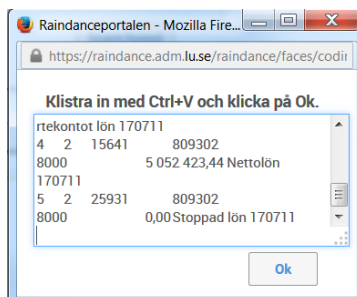 Raindanceportalen - Mozilla Fire...
https://raindance.adm.lu.se/raindance/faces/codin
Klistra in med Ctrl+V och klicka på Ok.
rtekontot lön 170711
4 2 15641 809302
8000 5 052 423,44 Nettolön
170711
5 2 25931 809302
8000 0,00 Stoppad lön 170711
Ok